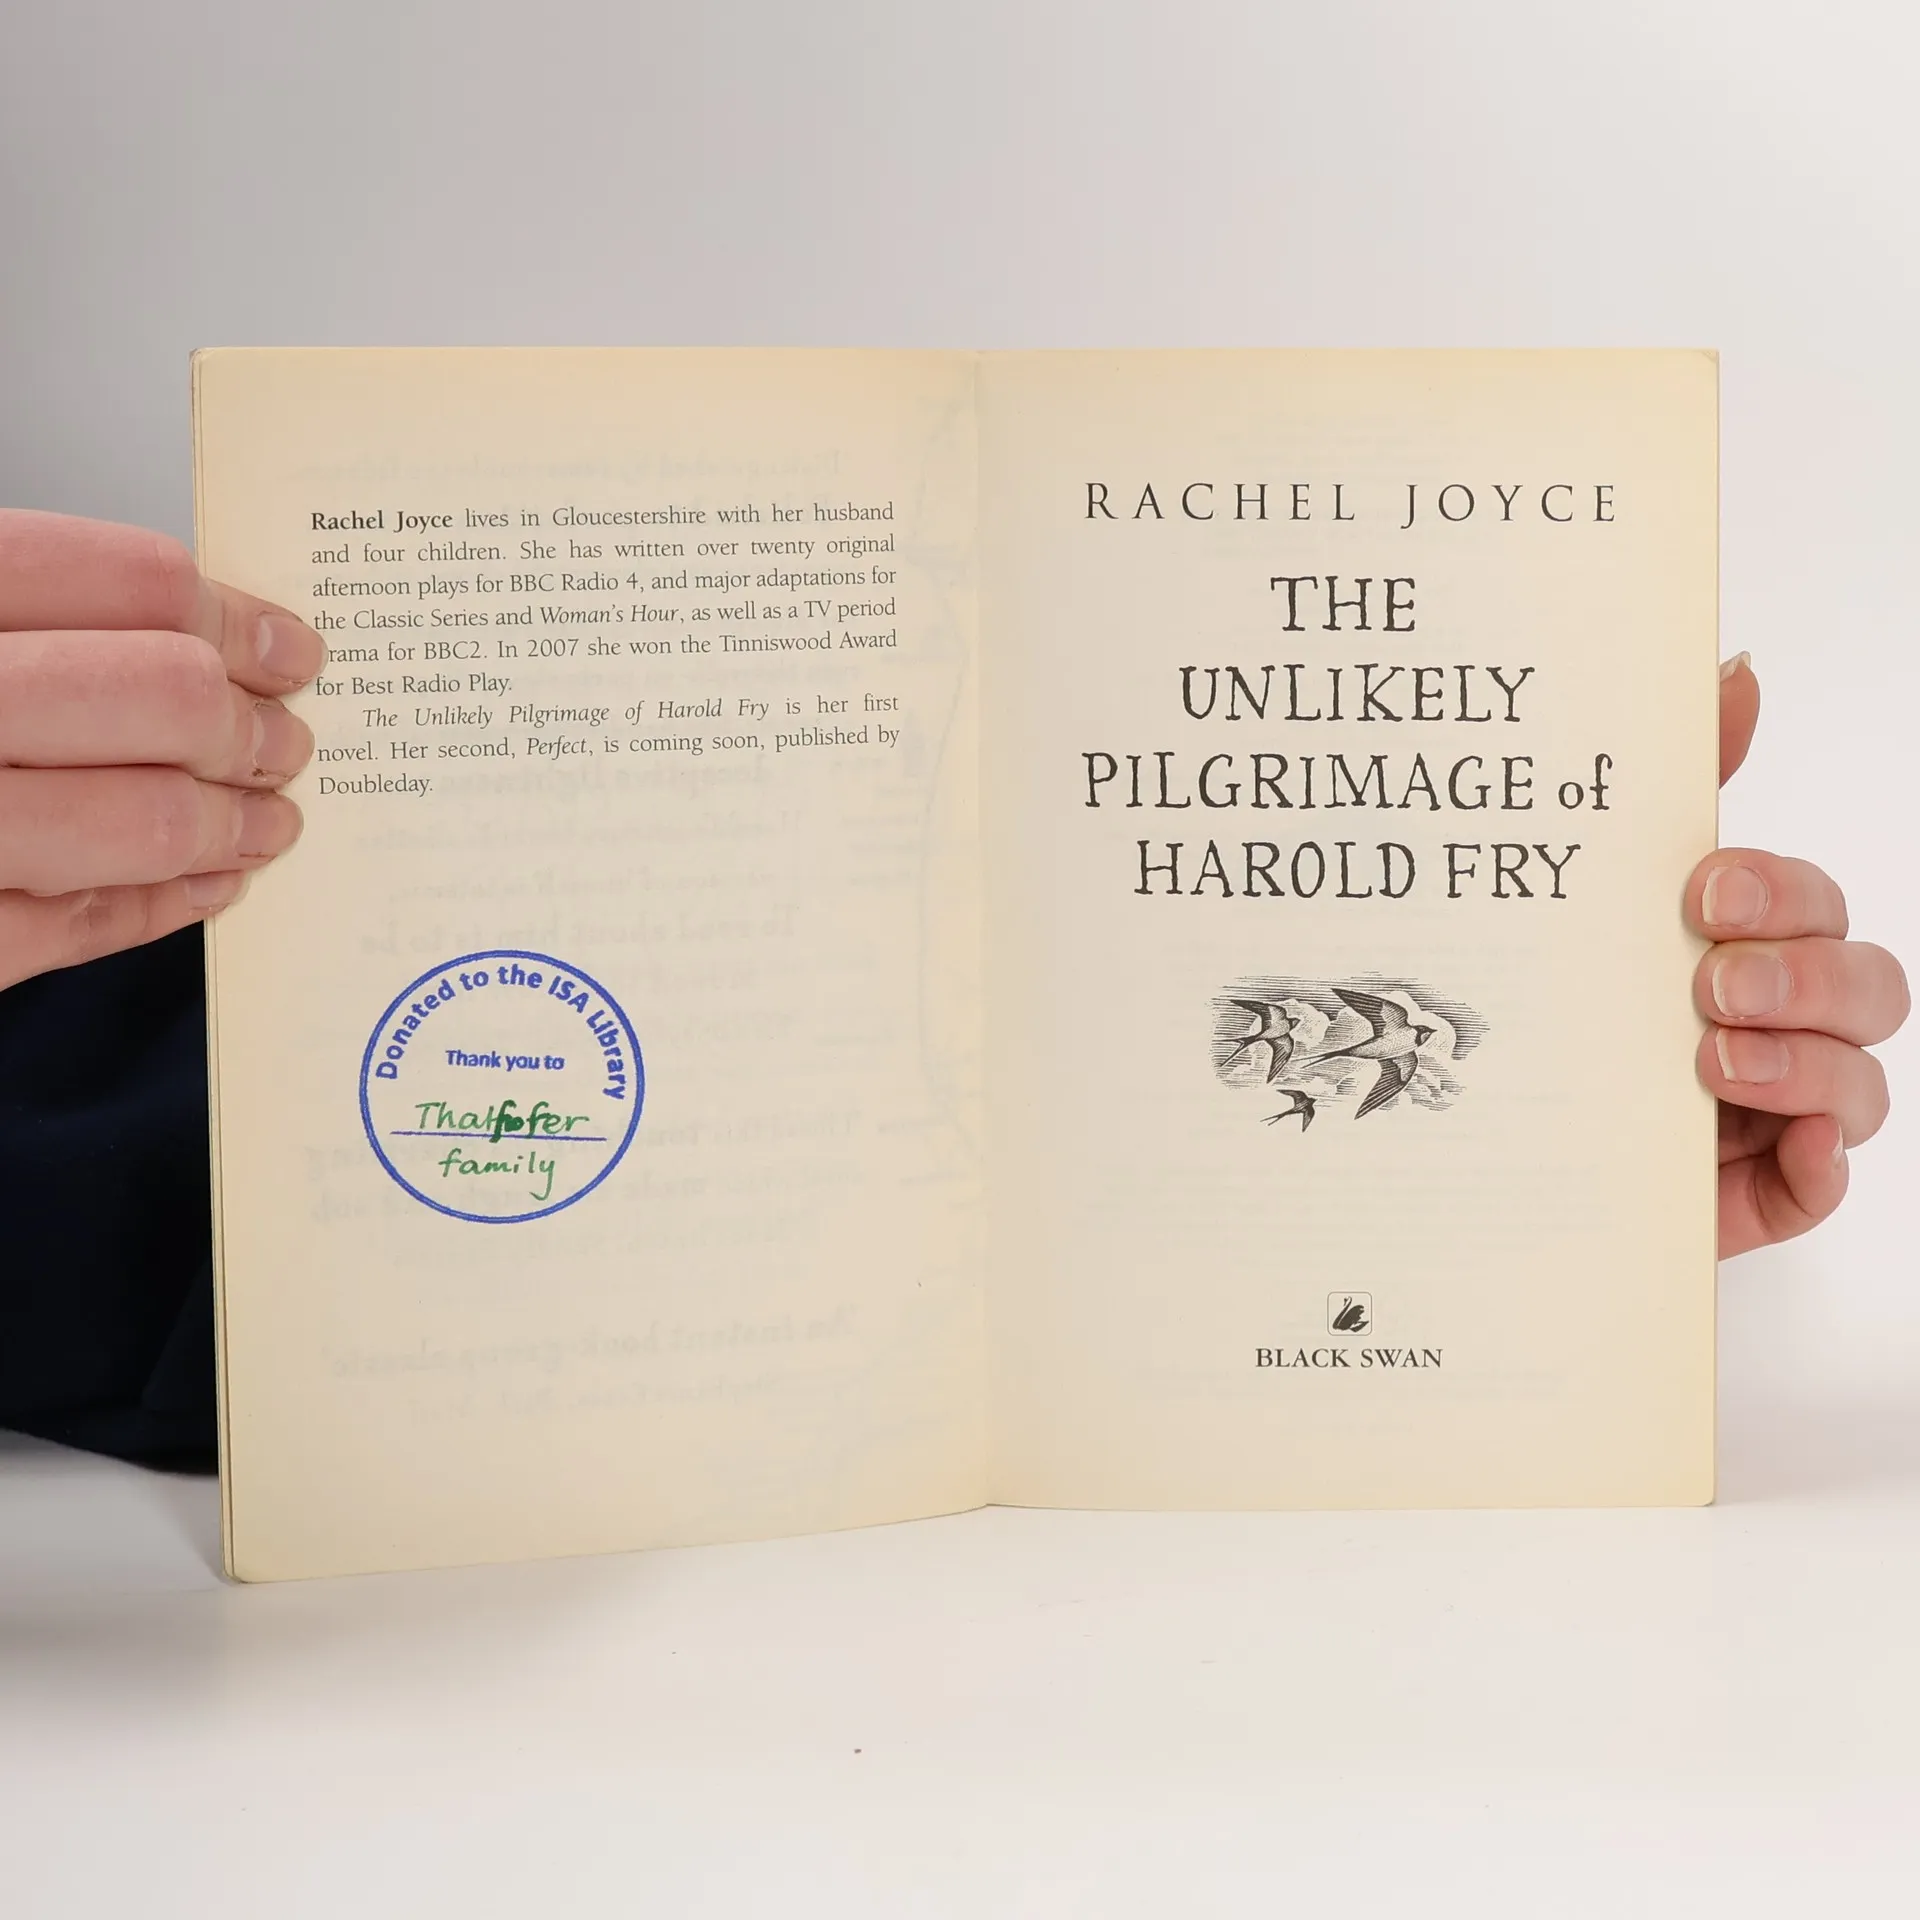 Rachel Joyce lives in Gloucestershire with her husband
and four children. She has written over twenty original
afternoon plays for BBC Radio 4, and major adaptations for
the Classic Series and Woman's Hour, as well as a TV period
rama for BBC2. In 2007 she won the Tinniswood Award
for Best Radio Play.
The Unlikely Pilgrimage of Harold Fry is her first
novel. Her second, Perfect, is coming soon, published by
Doubleday.
Donated to the ISA Library
Thank you to
family
RACHEL JOYCE
THE
UNLIKELY
PILGRIMAGE of
HAROLD FRY
BLACK SWAN